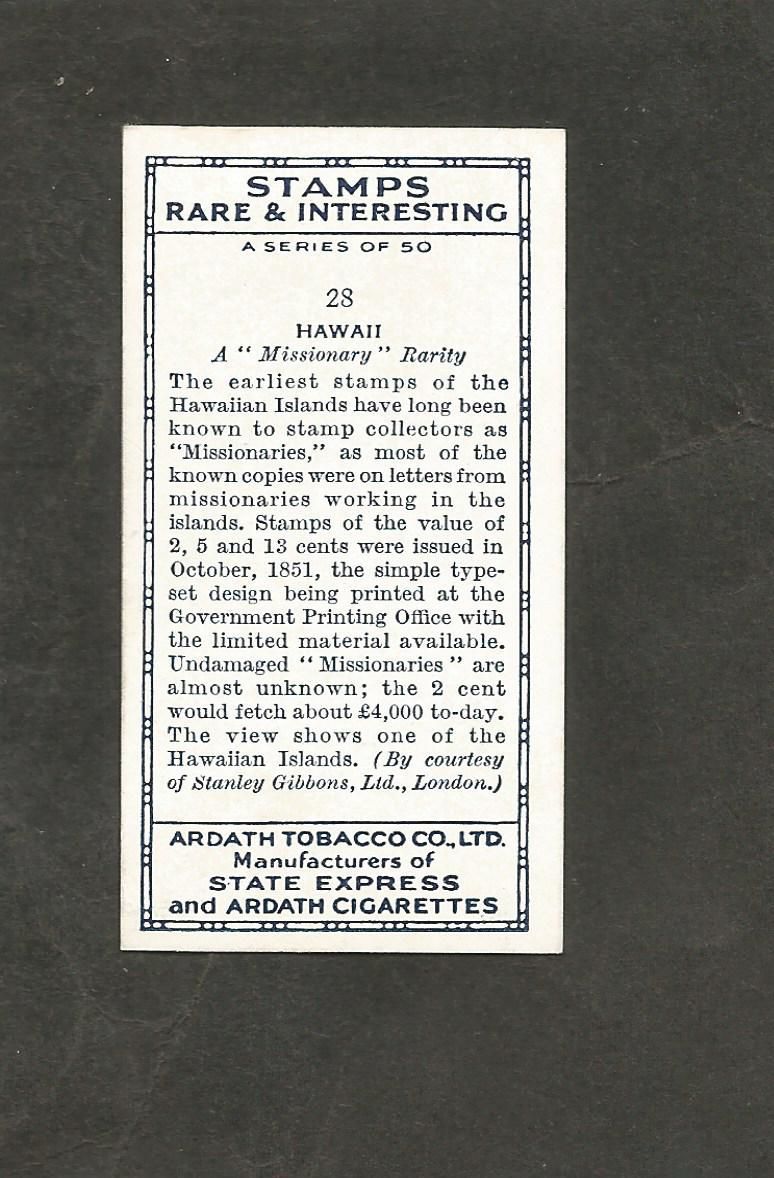 STAMPS
RARE & INTERESTING
A SERIES OF 50
28
HAWAII
A "Missionary" Rarity
The earliest stamps of the
Hawaiian Islands have long been
known to stamp collectors as
"Missionaries," as most of the
known copies were on letters from
missionaries working in the
islands. Stamps of the value of
2, 5 and 13 cents were issued in
October, 1851, the simple type-
set design being printed at the
Government Printing Office with
the limited material available.
Undamaged "Missionaries" are
almost unknown; the 2 cent
would fetch about £4,000 to-day.
The view shows one of the
Hawaiian Islands. (By courtesy
of Stanley Gibbons, Ltd., London.)
ARDATH TOBACCO CO., LTD.
Manufacturers of
STATE EXPRESS
and ARDATH CIGARETTES